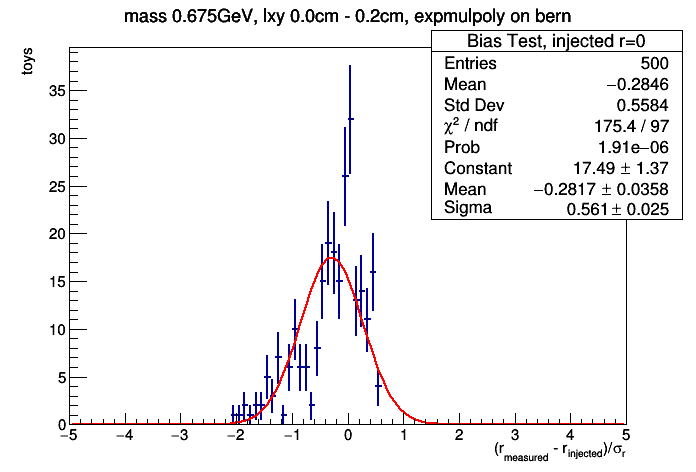 mass 0.675GeV, lxy 0.0cm - 0.2cm, expmulpoly on bern
Bias Test, injected r=0
Entries 500
Mean −0.2846
Std Dev 0.5584
χ² / ndf 175.4 / 97
Prob 1.91e−06
Constant 17.49 ± 1.37
Mean −0.2817 ± 0.0358
Sigma 0.561 ± 0.025
toys
35
30
25
20
15
10
5
0
−5 −4 −3 −2 −1 0 1 2 3 4 5
(r_measured - r_injected)/σ_r